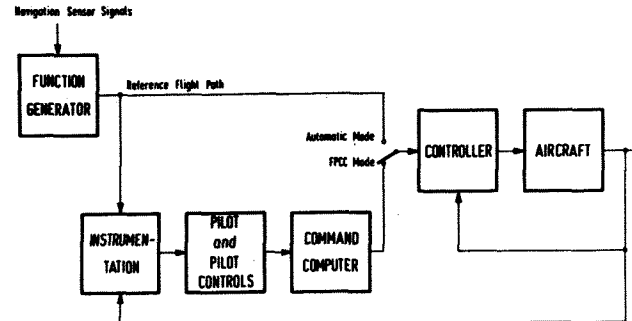 Navigation Sensor Signals
FUNCTION
GENERATOR
Reference Flight Path
Automatic Mode
FPCC Mode
CONTROLLER
AIRCRAFT
INSTRUMEN-
TATION
PILOT
and
PILOT
CONTROLS
COMMAND
COMPUTER